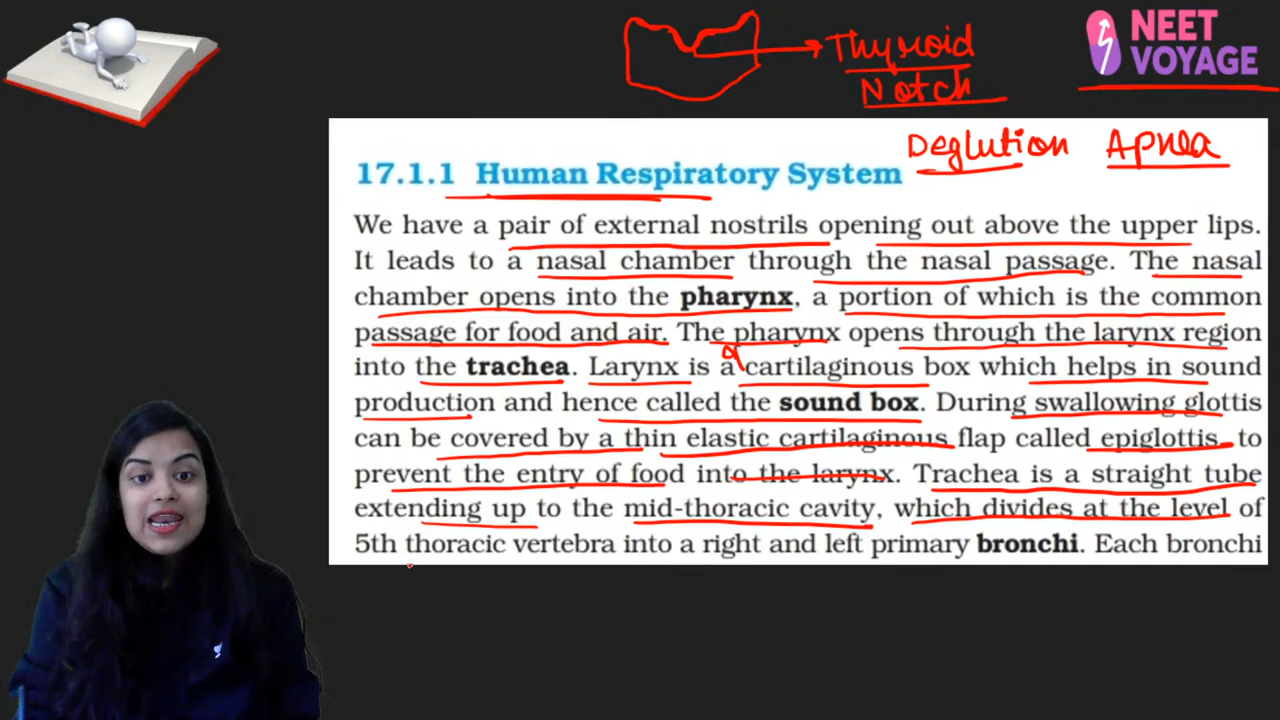 Thyroid
Notch
NEET
VOYAGE
Deglution Apnea
17.1.1 Human Respiratory System
We have a pair of external nostrils opening out above the upper lips.
It leads to a nasal chamber through the nasal passage. The nasal
chamber opens into the pharynx, a portion of which is the common
passage for food and air. The pharynx opens through the larynx region
into the trachea. Larynx is a cartilaginous box which helps in sound
production and hence called the sound box. During swallowing glottis
can be covered by a thin elastic cartilaginous flap called epiglottis to
prevent the entry of food into the larynx. Trachea is a straight tube
extending up to the mid-thoracic cavity, which divides at the level of
5th thoracic vertebra into a right and left primary bronchi. Each bronchi